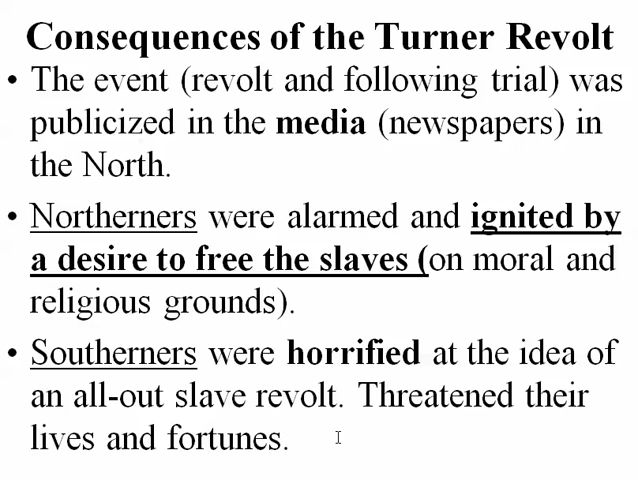 Consequences of the Turner Revolt
• The event (revolt and following trial) was
publicized in the media (newspapers) in
the North.
• Northerners were alarmed and ignited by
a desire to free the slaves (on moral and
religious grounds).
• Southerners were horrified at the idea of
an all-out slave revolt. Threatened their
lives and fortunes.